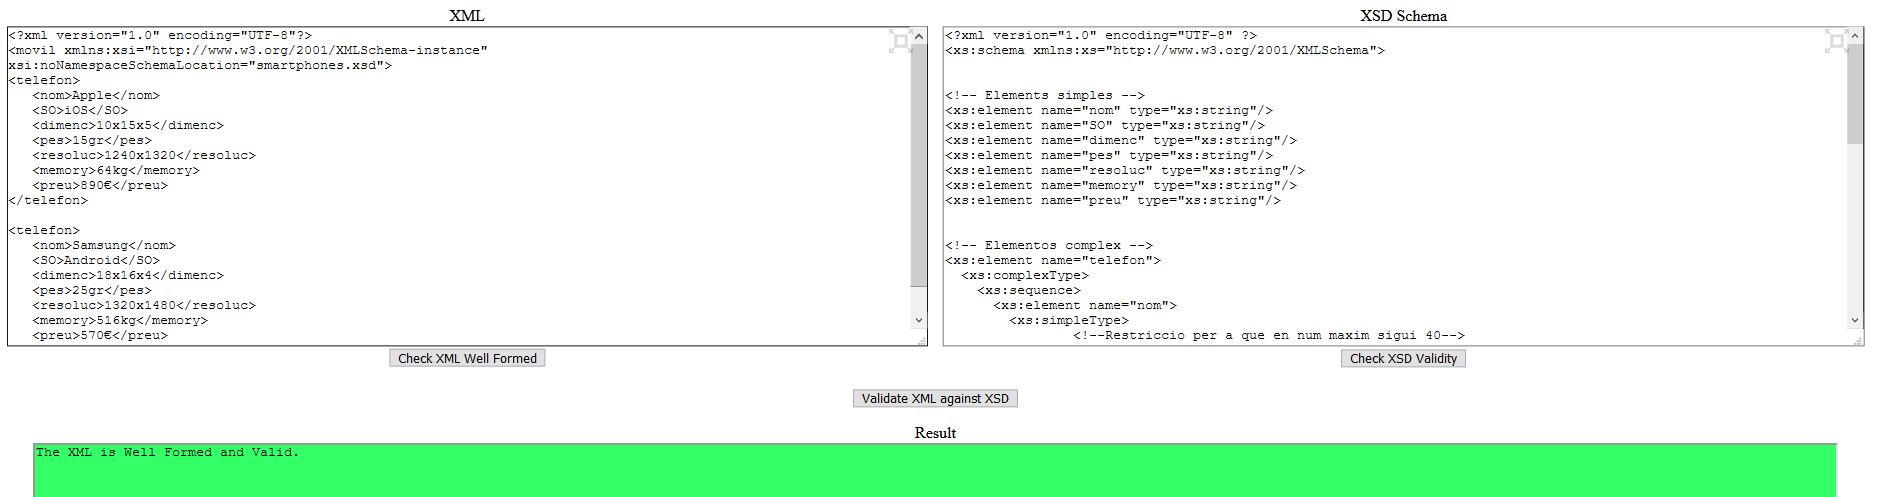 XML
<?xml version="1.0" encoding="UTF-8"?>
<movil xmlns:xsi="http://www.w3.org/2001/XMLSchema-instance"
xsi:noNamespaceSchemaLocation="smartphones.xsd">
<telefon>
   <nom>Apple</nom>
   <SO>iOS</SO>
   <dimenc>10x15x5</dimenc>
   <pes>15gr</pes>
   <resoluc>1240x1320</resoluc>
   <memory>64kg</memory>
   <preu>890€</preu>
</telefon>
<telefon>
   <nom>Samsung</nom>
   <SO>Android</SO>
   <dimenc>18x16x4</dimenc>
   <pes>25gr</pes>
   <resoluc>1320x1480</resoluc>
   <memory>516kg</memory>
   <preu>570€</preu>
Check XML Well Formed
XSD Schema
<?xml version="1.0" encoding="UTF-8" ?>
<xs:schema xmlns:xs="http://www.w3.org/2001/XMLSchema">
<!-- Elements simples -->
<xs:element name="nom" type="xs:string"/>
<xs:element name="SO" type="xs:string"/>
<xs:element name="dimenc" type="xs:string"/>
<xs:element name="pes" type="xs:string"/>
<xs:element name="resoluc" type="xs:string"/>
<xs:element name="memory" type="xs:string"/>
<xs:element name="preu" type="xs:string"/>
<!-- Elementos complex -->
<xs:element name="telefon">
  <xs:complexType>
    <xs:sequence>
      <xs:element name="nom">
        <xs:simpleType>
                <!--Restriccio per a que en num maxim sigui 40-->
Check XSD Validity
Validate XML against XSD
Result
The XML is Well Formed and Valid.